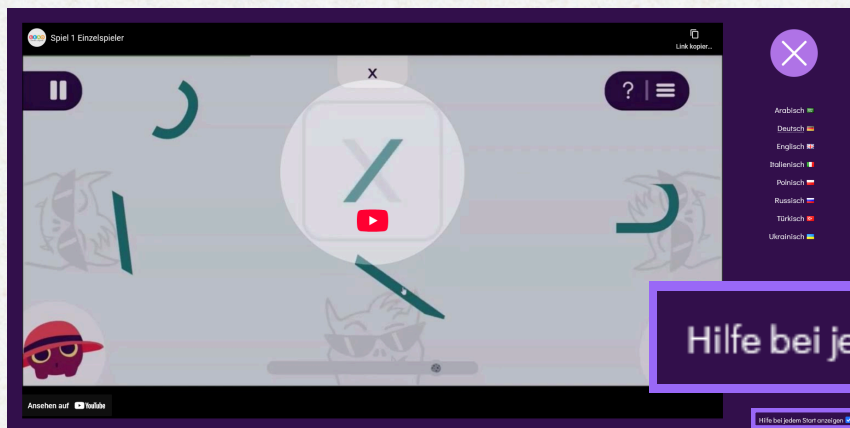 Spiel 1 Einzelspieler
Link kopier...
x
?
X
Arabisch
Deutsch
Englisch
Italienisch
Polnisch
Russisch
Türkisch
Ukrainisch
Hilfe bei je
Ansehen auf YouTube
Hilfe bei jedem Start anzeigen